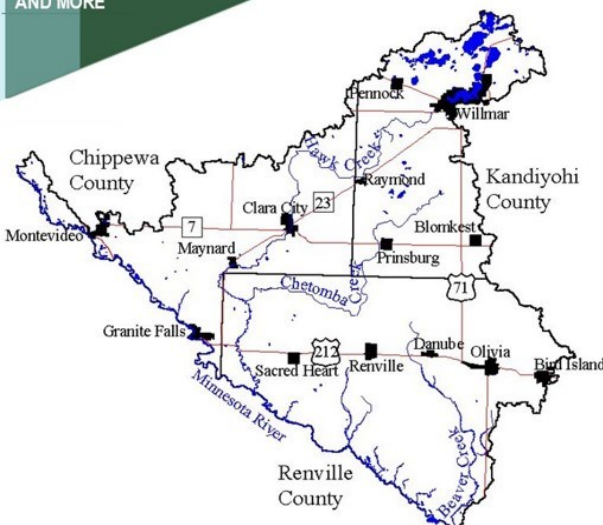 AND MORE
Pennock
Willmar
Hawk Creek
Chippewa
County
Raymond
Kandiyohi
County
Clara City
23
7
Montevideo
Maynard
Blomkest
Prinsburg
Chetomba Creek
71
Granite Falls
212
Danube
Olivia
Bird Island
Sacred Heart
Renville
Minnesota River
Beaver Creek
Renville
County